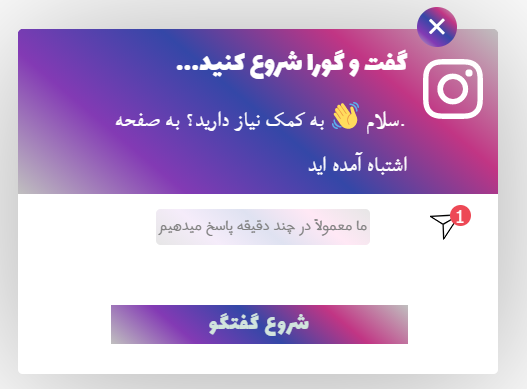 گفت و گورا شروع کنید...
.سلام 👋 به کمک نیاز دارید؟ به صفحه
اشتباه آمده اید
1
ما معمولاً در چند دقیقه پاسخ میدهیم
شروع گفتگو